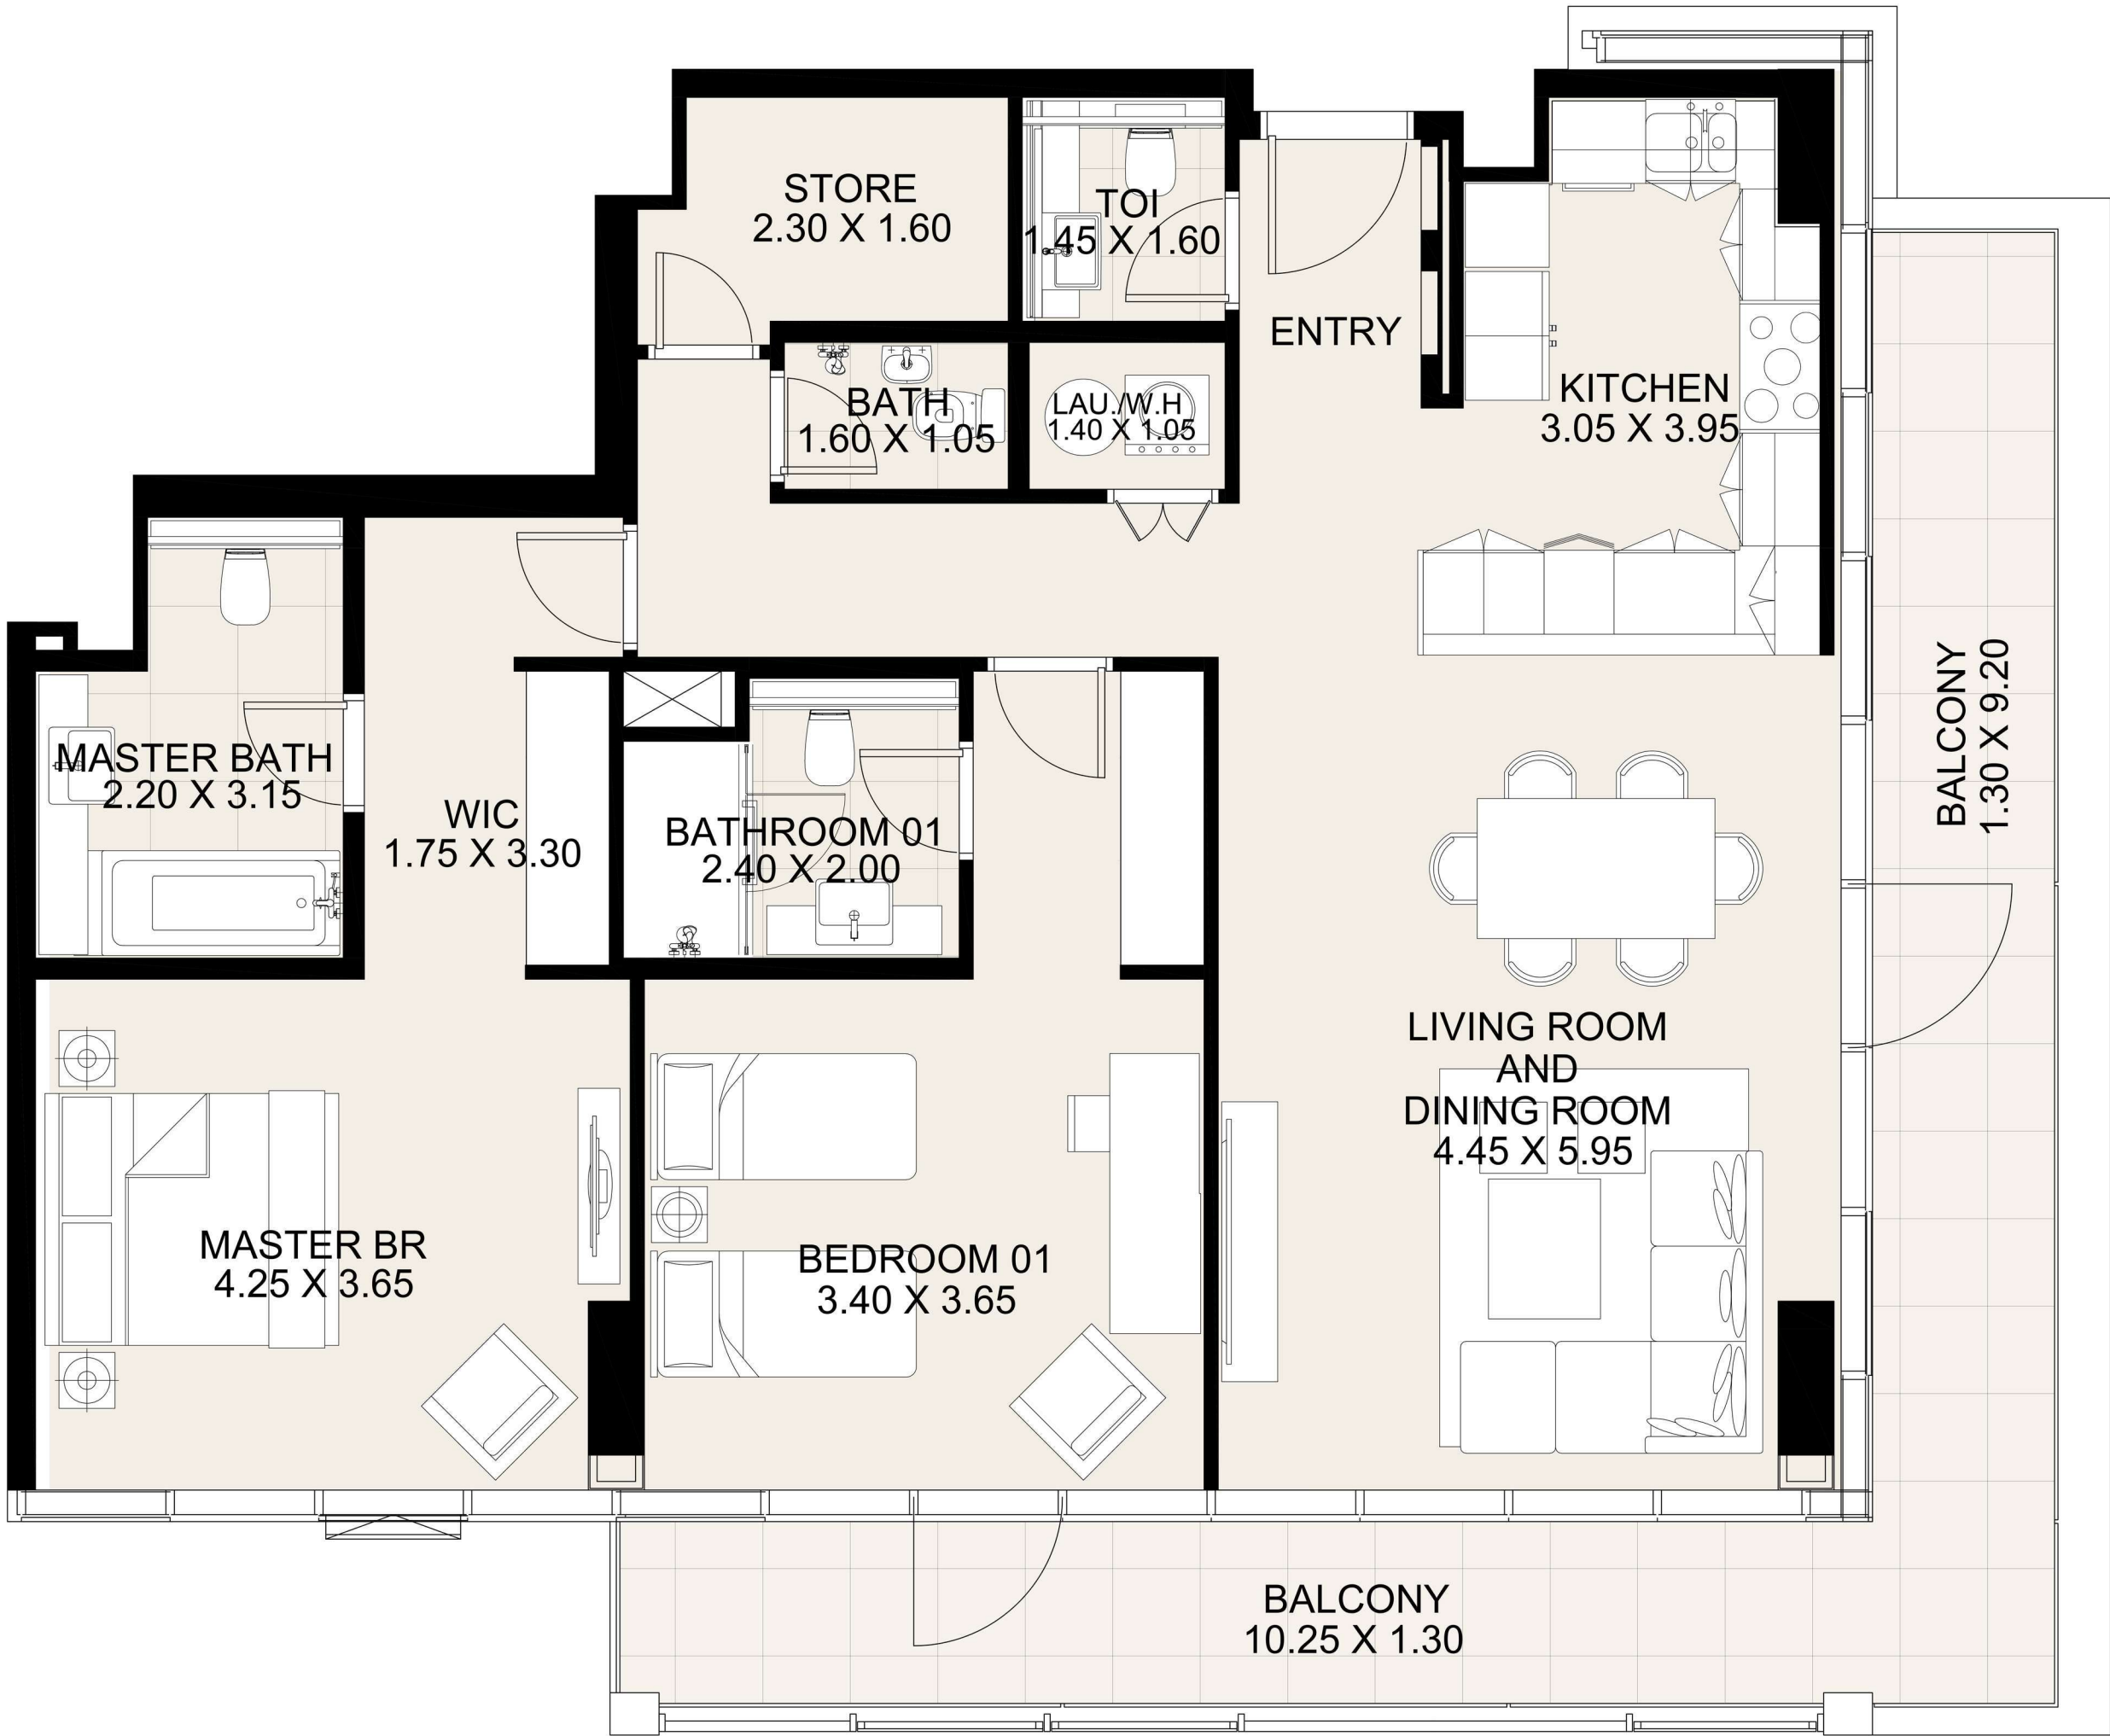 STORE
2.30 X 1.60
TOI
1.45 X 1.60
ENTRY
KITCHEN
3.05 X 3.95
BATH
1.60 X 1.05
LAU./W.H
1.40 X 1.05
MASTER BATH
2.20 X 3.15
WIC
1.75 X 3.30
BATHROOM 01
2.40 X 2.00
BALCONY
1.30 X 9.20
LIVING ROOM
AND
DINING ROOM
4.45 X 5.95
MASTER BR
4.25 X 3.65
BEDROOM 01
3.40 X 3.65
BALCONY
10.25 X 1.30